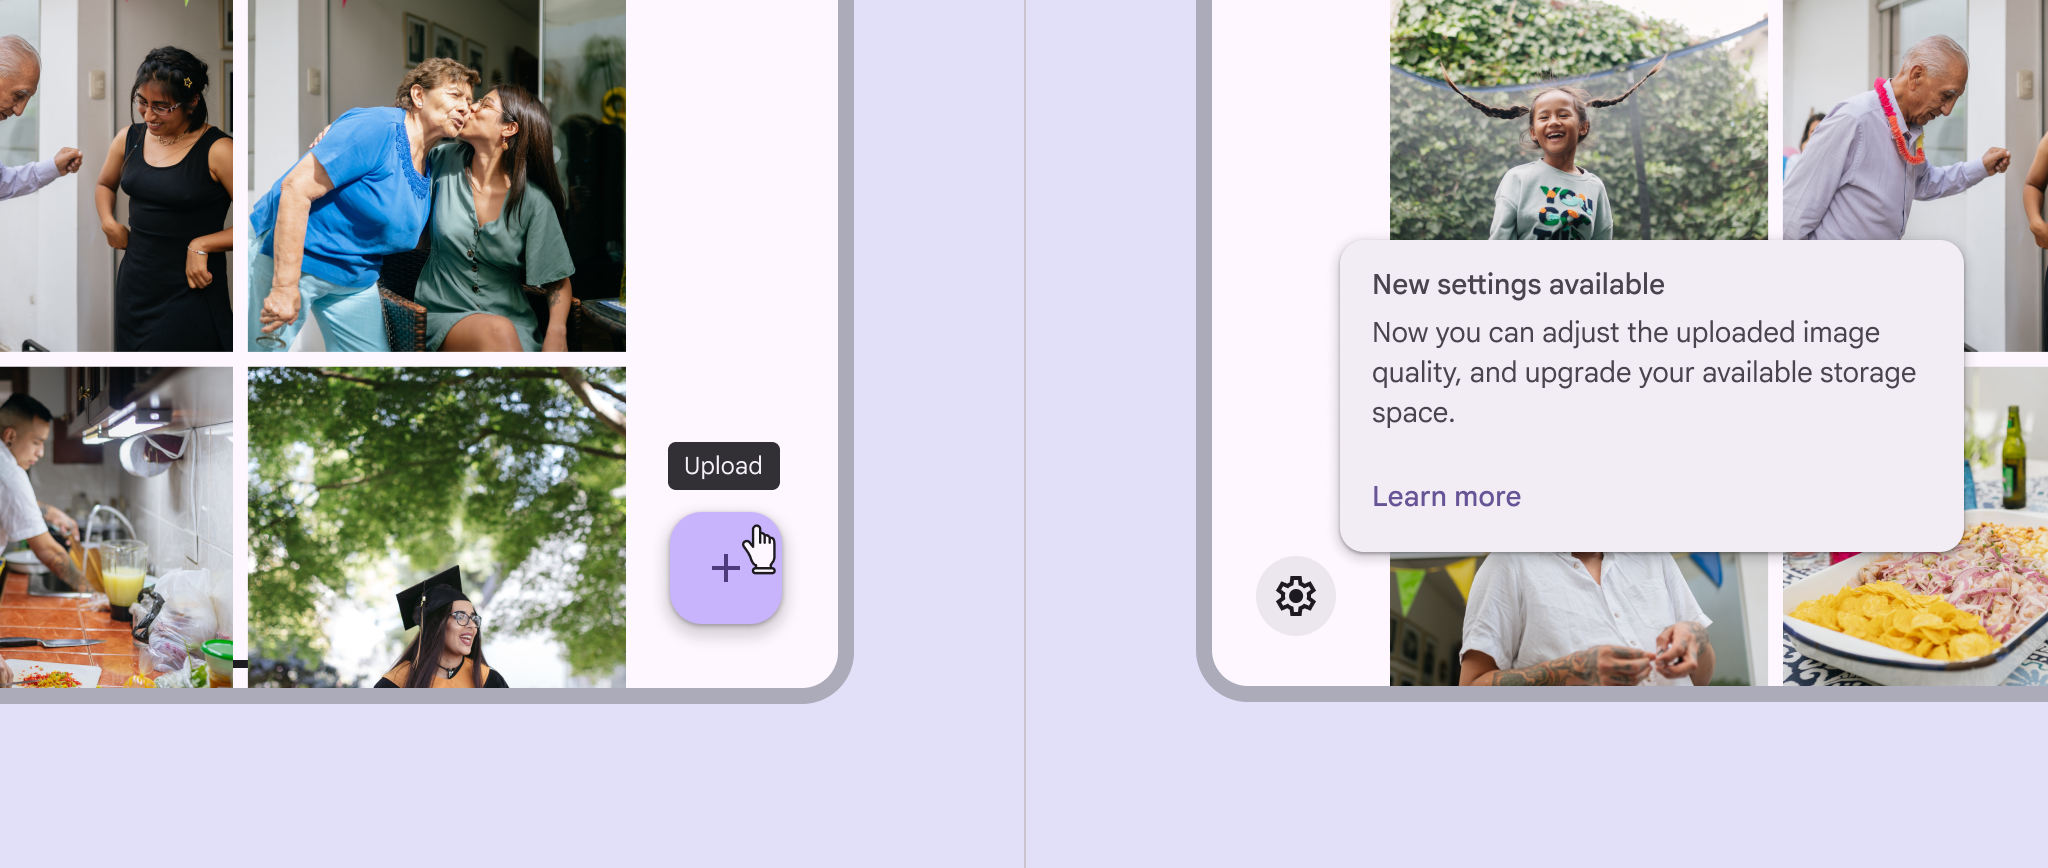 Upload
New settings available
Now you can adjust the uploaded image
quality, and upgrade your available storage
space.
Learn more
YOU